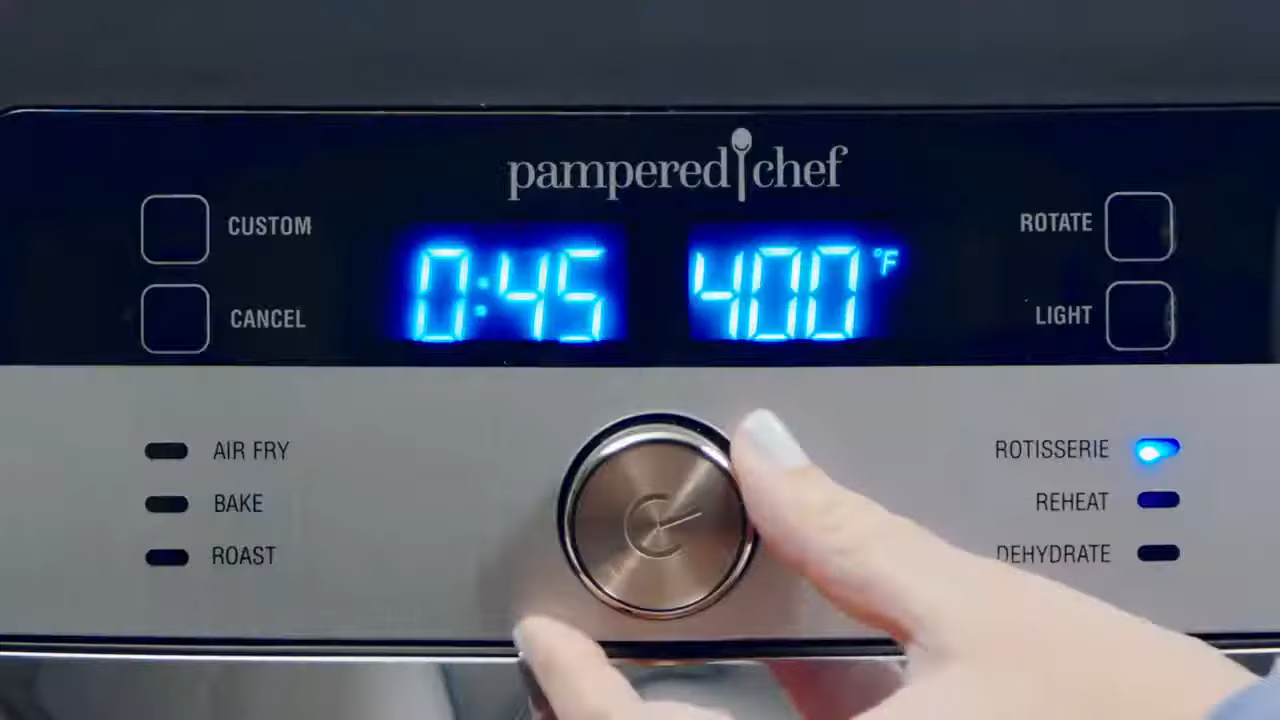 pampered chef
CUSTOM
ROTATE
0:45 400 °F
CANCEL
LIGHT
AIR FRY
ROTISSERIE
BAKE
REHEAT
ROAST
DEHYDRATE